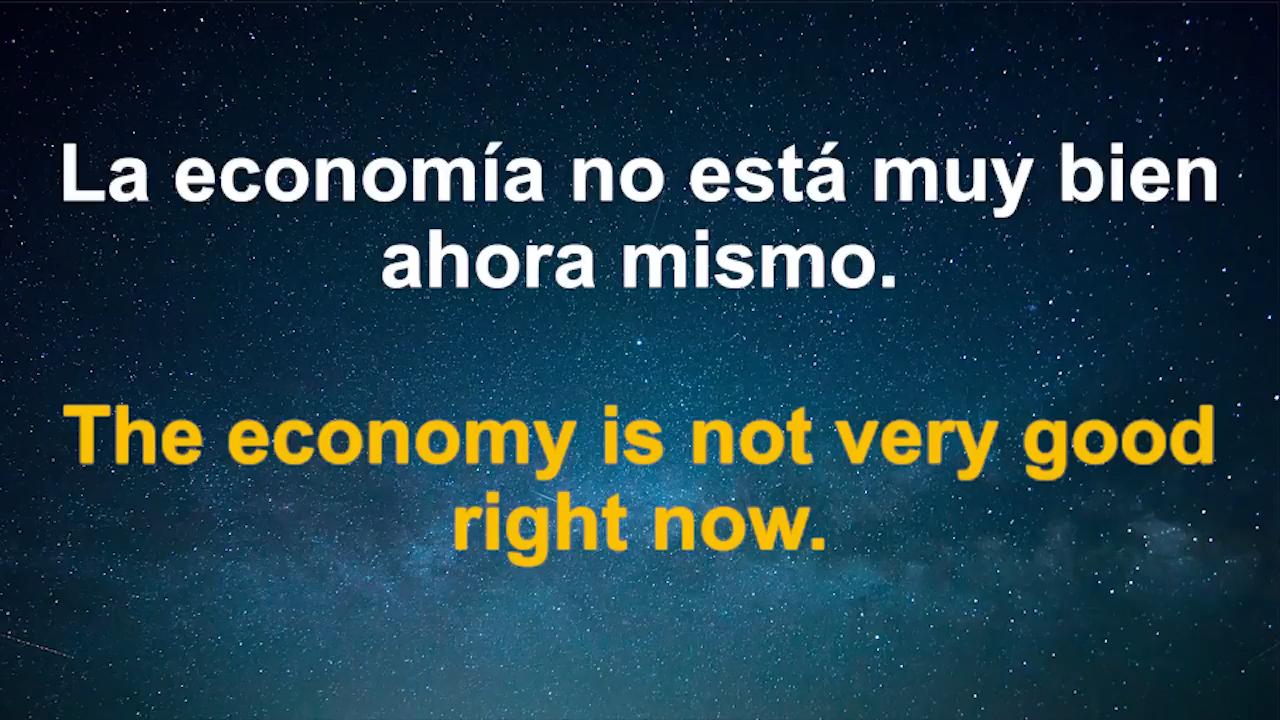 La economía no está muy bien
ahora mismo.
The economy is not very good
right now.